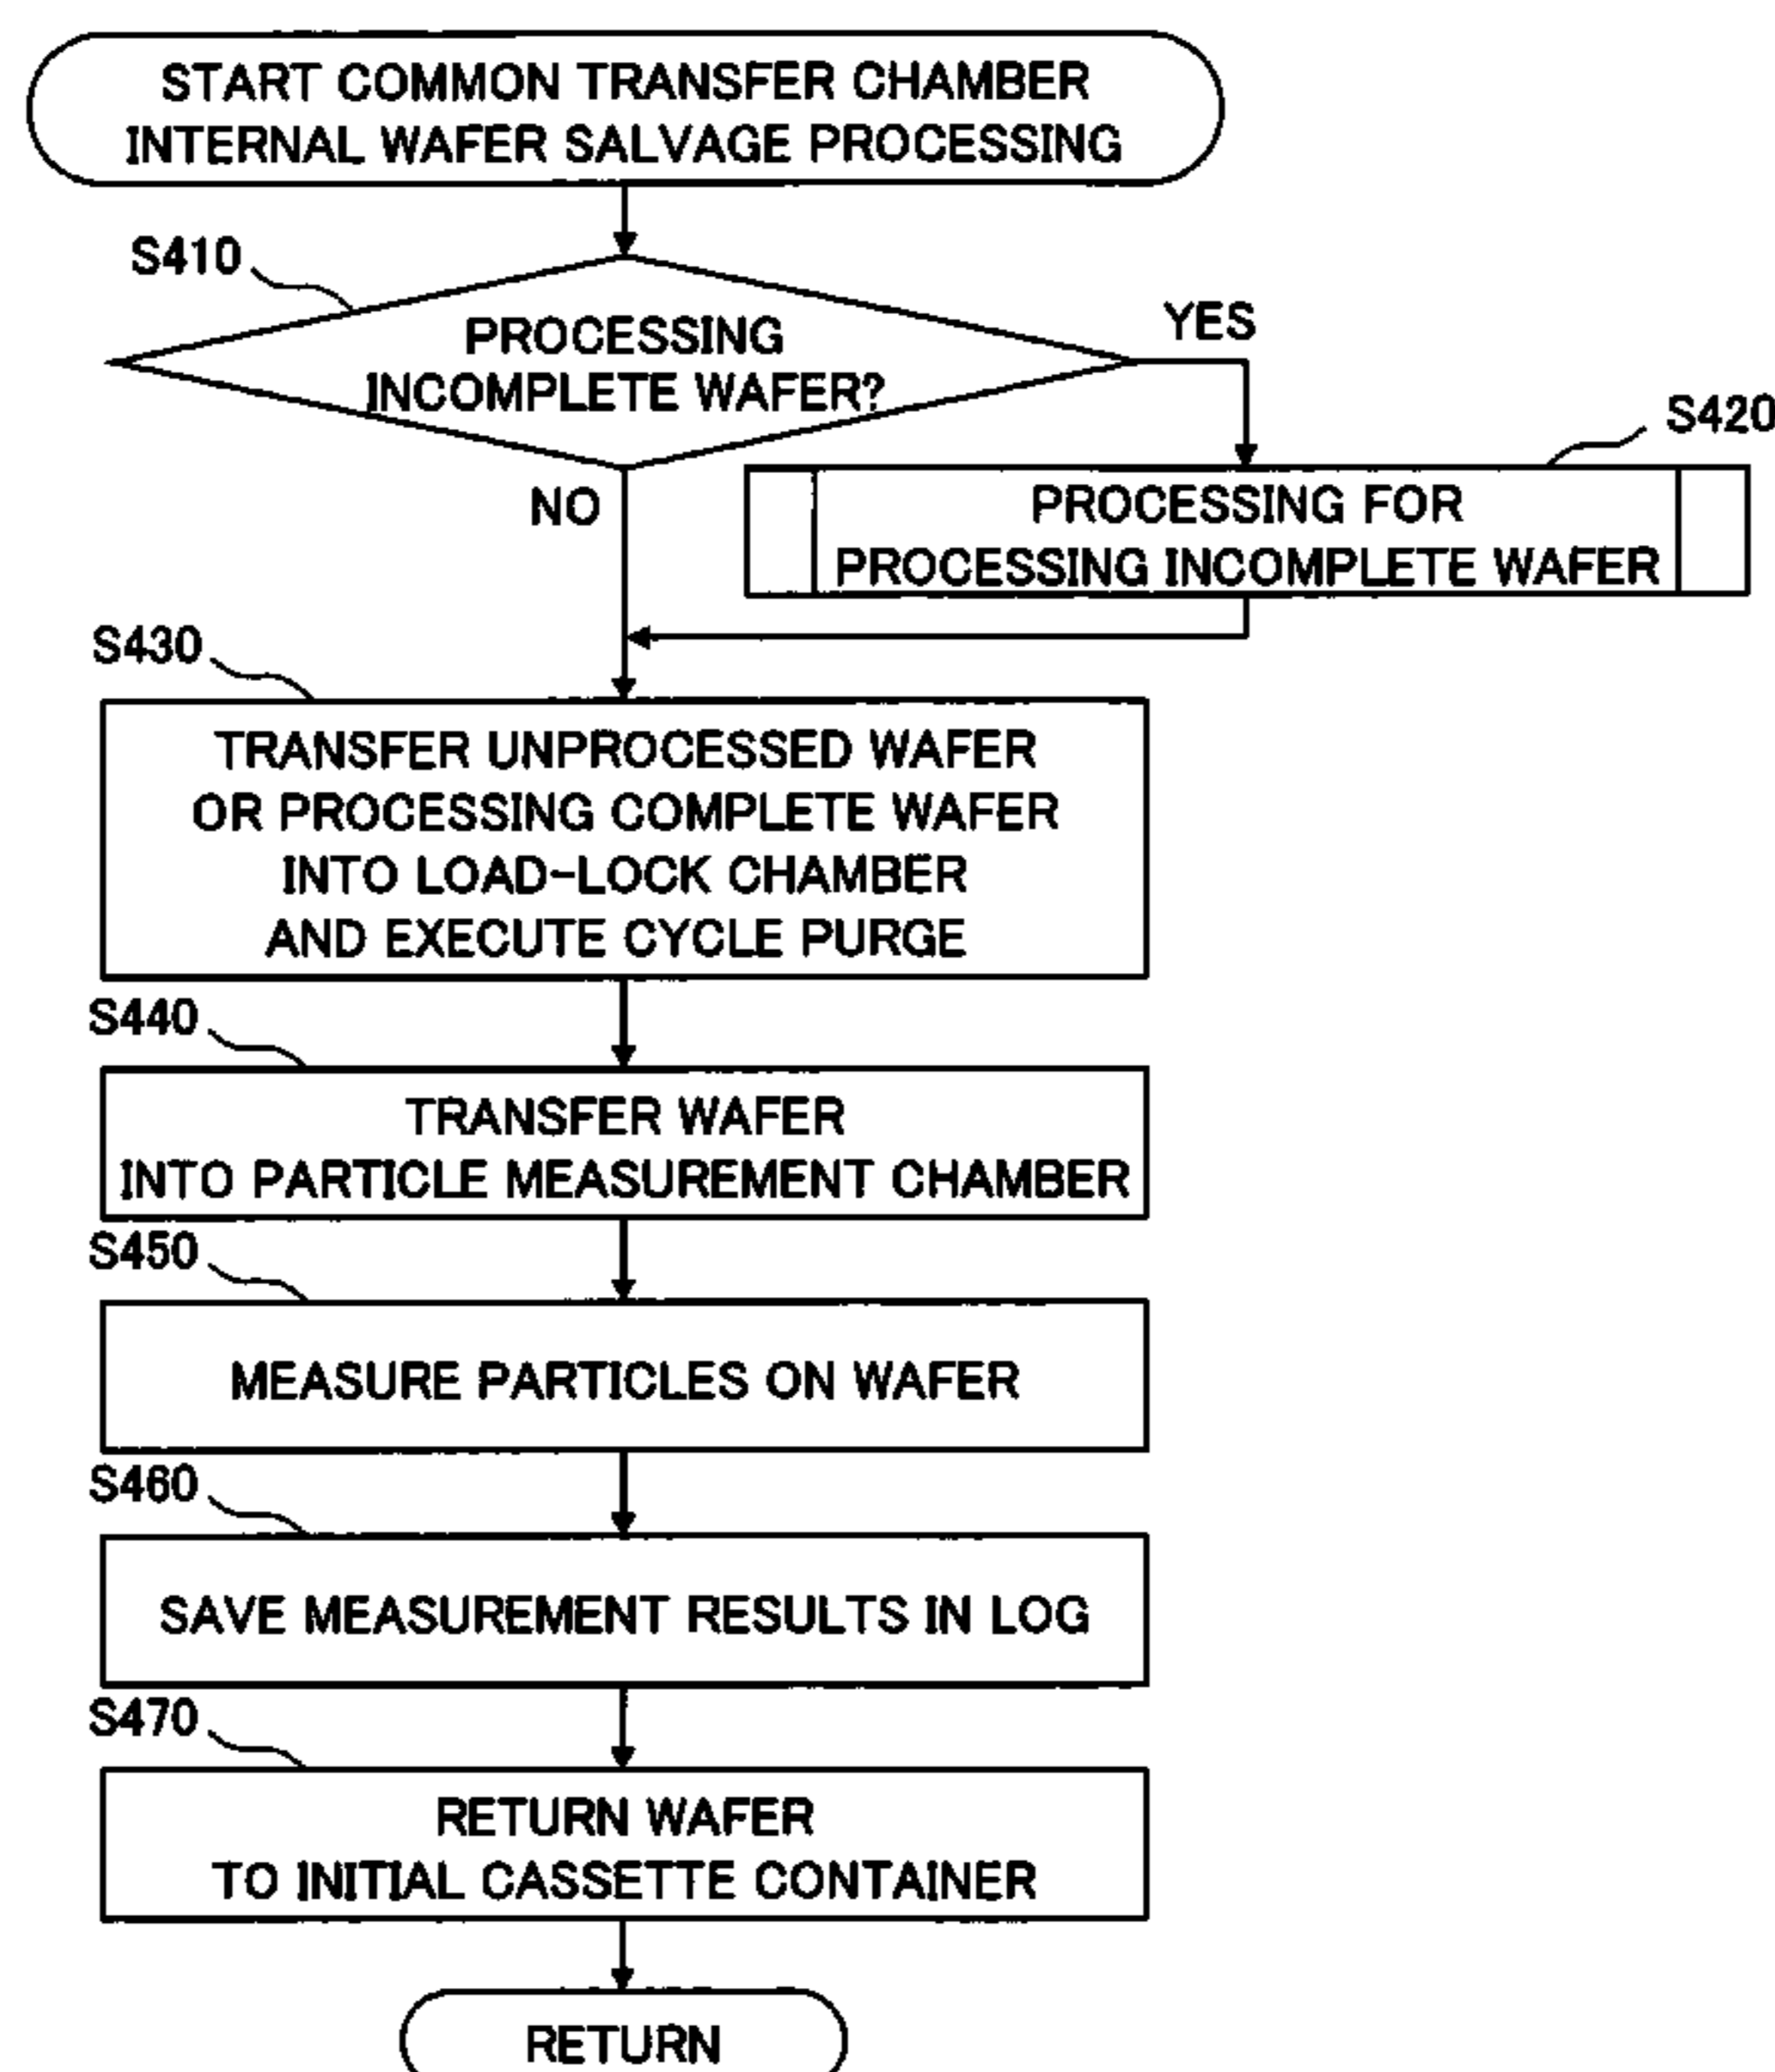 START COMMON TRANSFER CHAMBER
INTERNAL WAFER SALVAGE PROCESSING
S410
PROCESSING
INCOMPLETE WAFER?
YES
NO
S420
PROCESSING FOR
PROCESSING INCOMPLETE WAFER
S430
TRANSFER UNPROCESSED WAFER
OR PROCESSING COMPLETE WAFER
INTO LOAD-LOCK CHAMBER
AND EXECUTE CYCLE PURGE
S440
TRANSFER WAFER
INTO PARTICLE MEASUREMENT CHAMBER
S450
MEASURE PARTICLES ON WAFER
S460
SAVE MEASUREMENT RESULTS IN LOG
S470
RETURN WAFER
TO INITIAL CASSETTE CONTAINER
RETURN